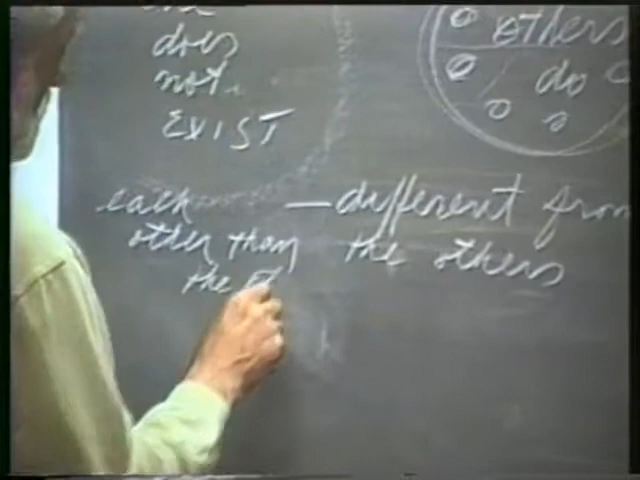 does
not.
EXIST
others
do
each — different from
other than the others
the